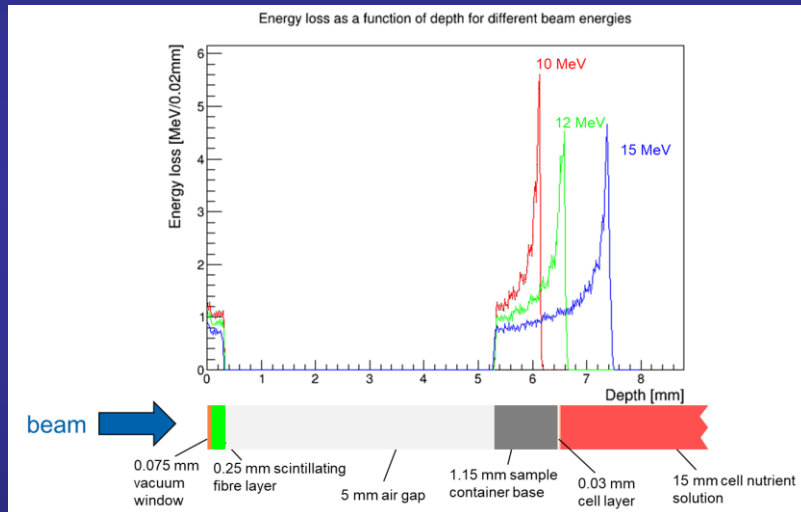 Energy loss as a function of depth for different beam energies
Energy loss [MeV/0.02mm]
6
5
4
3
2
1
0
10 MeV
12 MeV
15 MeV
0 1 2 3 4 5 6 7 8
Depth [mm]
beam
0.075 mm
vacuum
window
0.25 mm scintillating
fibre layer
5 mm air gap
1.15 mm sample
container base
0.03 mm
cell layer
15 mm cell nutrient
solution